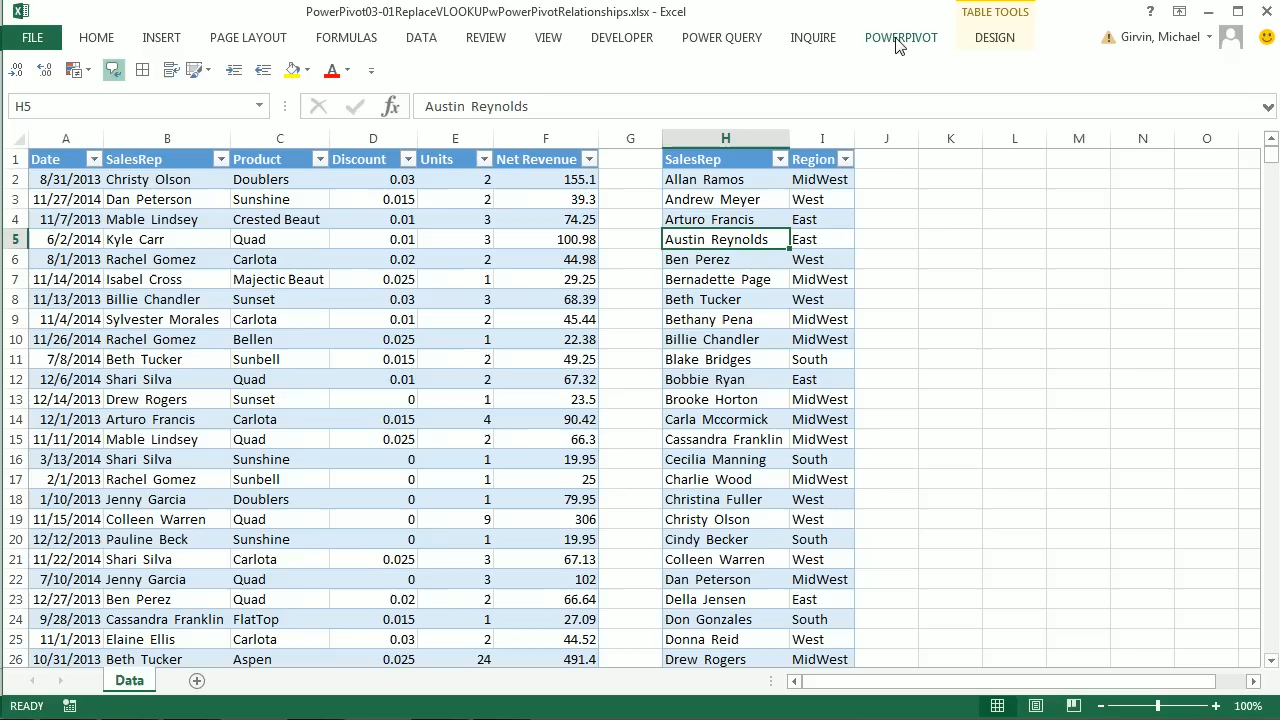 PowerPivot03-01ReplaceVLOOKUPwPowerPivotRelationships.xlsx - Excel
TABLE TOOLS
?
FILE HOME INSERT PAGE LAYOUT FORMULAS DATA REVIEW VIEW DEVELOPER POWER QUERY INQUIRE POWERPIVOT DESIGN Girvin, Michael
H5 fx Austin Reynolds
A B C D E F G H I J K L M N O
1 Date SalesRep Product Discount Units Net Revenue SalesRep Region
2 8/31/2013 Christy Olson Doublers 0.03 2 155.1 Allan Ramos MidWest
3 11/27/2014 Dan Peterson Sunshine 0.015 2 39.3 Andrew Meyer West
4 11/7/2013 Mable Lindsey Crested Beaut 0.01 3 74.25 Arturo Francis East
5 6/2/2014 Kyle Carr Quad 0.01 3 100.98 Austin Reynolds East
6 8/1/2013 Rachel Gomez Carlota 0.02 2 44.98 Ben Perez West
7 11/14/2014 Isabel Cross Majectic Beaut 0.025 1 29.25 Bernadette Page MidWest
8 11/13/2013 Billie Chandler Sunset 0.03 3 68.39 Beth Tucker West
9 11/4/2014 Sylvester Morales Carlota 0.01 2 45.44 Bethany Pena MidWest
10 11/26/2014 Rachel Gomez Bellen 0.025 1 22.38 Billie Chandler MidWest
11 7/8/2014 Beth Tucker Sunbell 0.015 2 49.25 Blake Bridges South
12 12/6/2014 Shari Silva Quad 0.01 2 67.32 Bobbie Ryan East
13 12/14/2013 Drew Rogers Sunset 0 1 23.5 Brooke Horton MidWest
14 12/1/2013 Arturo Francis Carlota 0.015 4 90.42 Carla Mccormick MidWest
15 11/11/2014 Mable Lindsey Quad 0.025 2 66.3 Cassandra Franklin MidWest
16 3/13/2014 Shari Silva Sunshine 0 1 19.95 Cecilia Manning South
17 2/1/2013 Rachel Gomez Sunbell 0 1 25 Charlie Wood MidWest
18 1/10/2013 Jenny Garcia Doublers 0 1 79.95 Christina Fuller West
19 11/15/2014 Colleen Warren Quad 0 9 306 Christy Olson West
20 12/12/2013 Pauline Beck Sunshine 0 1 19.95 Cindy Becker South
21 11/22/2014 Shari Silva Carlota 0.025 3 67.13 Colleen Warren West
22 7/10/2014 Jenny Garcia Quad 0 3 102 Dan Peterson MidWest
23 12/27/2013 Ben Perez Quad 0.02 2 66.64 Della Jensen East
24 9/28/2013 Cassandra Franklin FlatTop 0.015 1 27.09 Don Gonzales South
25 11/1/2013 Elaine Ellis Carlota 0.03 2 44.52 Donna Reid West
26 10/31/2013 Beth Tucker Aspen 0.025 24 491.4 Drew Rogers MidWest
Data
READY 100%